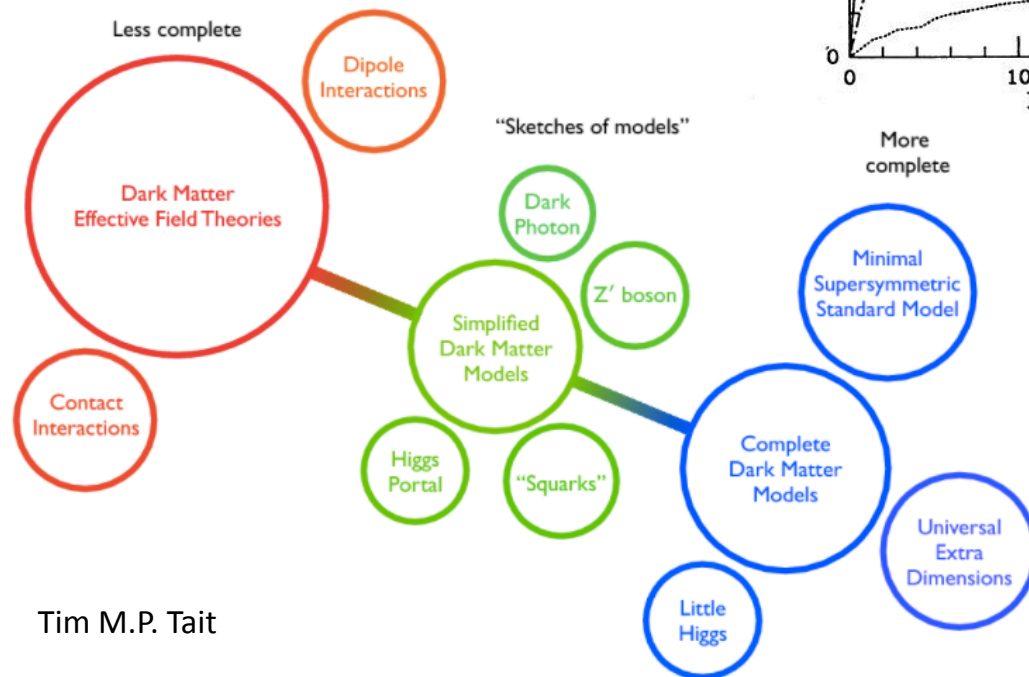 Less complete
Dipole
Interactions
0
0
10
"Sketches of models"
More
complete
Dark Matter
Effective Field Theories
Dark
Photon
Minimal
Supersymmetric
Standard Model
Z′ boson
Simplified
Dark Matter
Models
Contact
Interactions
Higgs
Portal
"Squarks"
Complete
Dark Matter
Models
Universal
Extra
Dimensions
Little
Higgs
Tim M.P. Tait